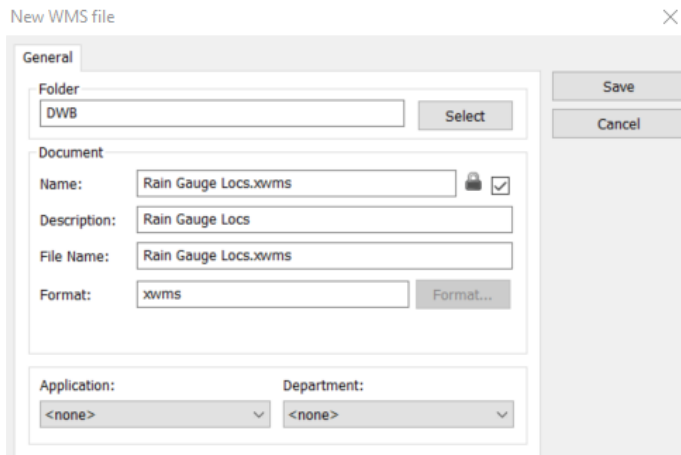 New WMS file
General
Folder
DWB
Select
Save
Cancel
Document
Name: Rain Gauge Locs.xwms
Description: Rain Gauge Locs
File Name: Rain Gauge Locs.xwms
Format: xwms Format...
Application: Department:
<none> <none>